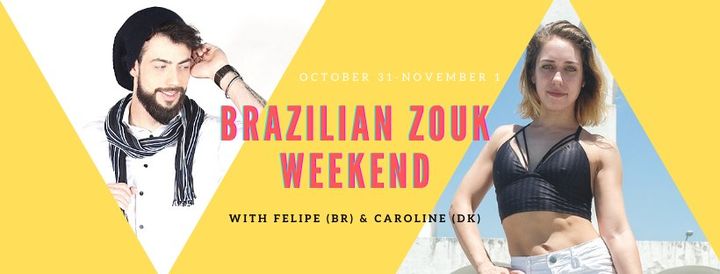 OCTOBER 31-NOVEMBER 1
BRAZILIAN ZOUK
WEEKEND
WITH FELIPE (BR) & CAROLINE (DK)